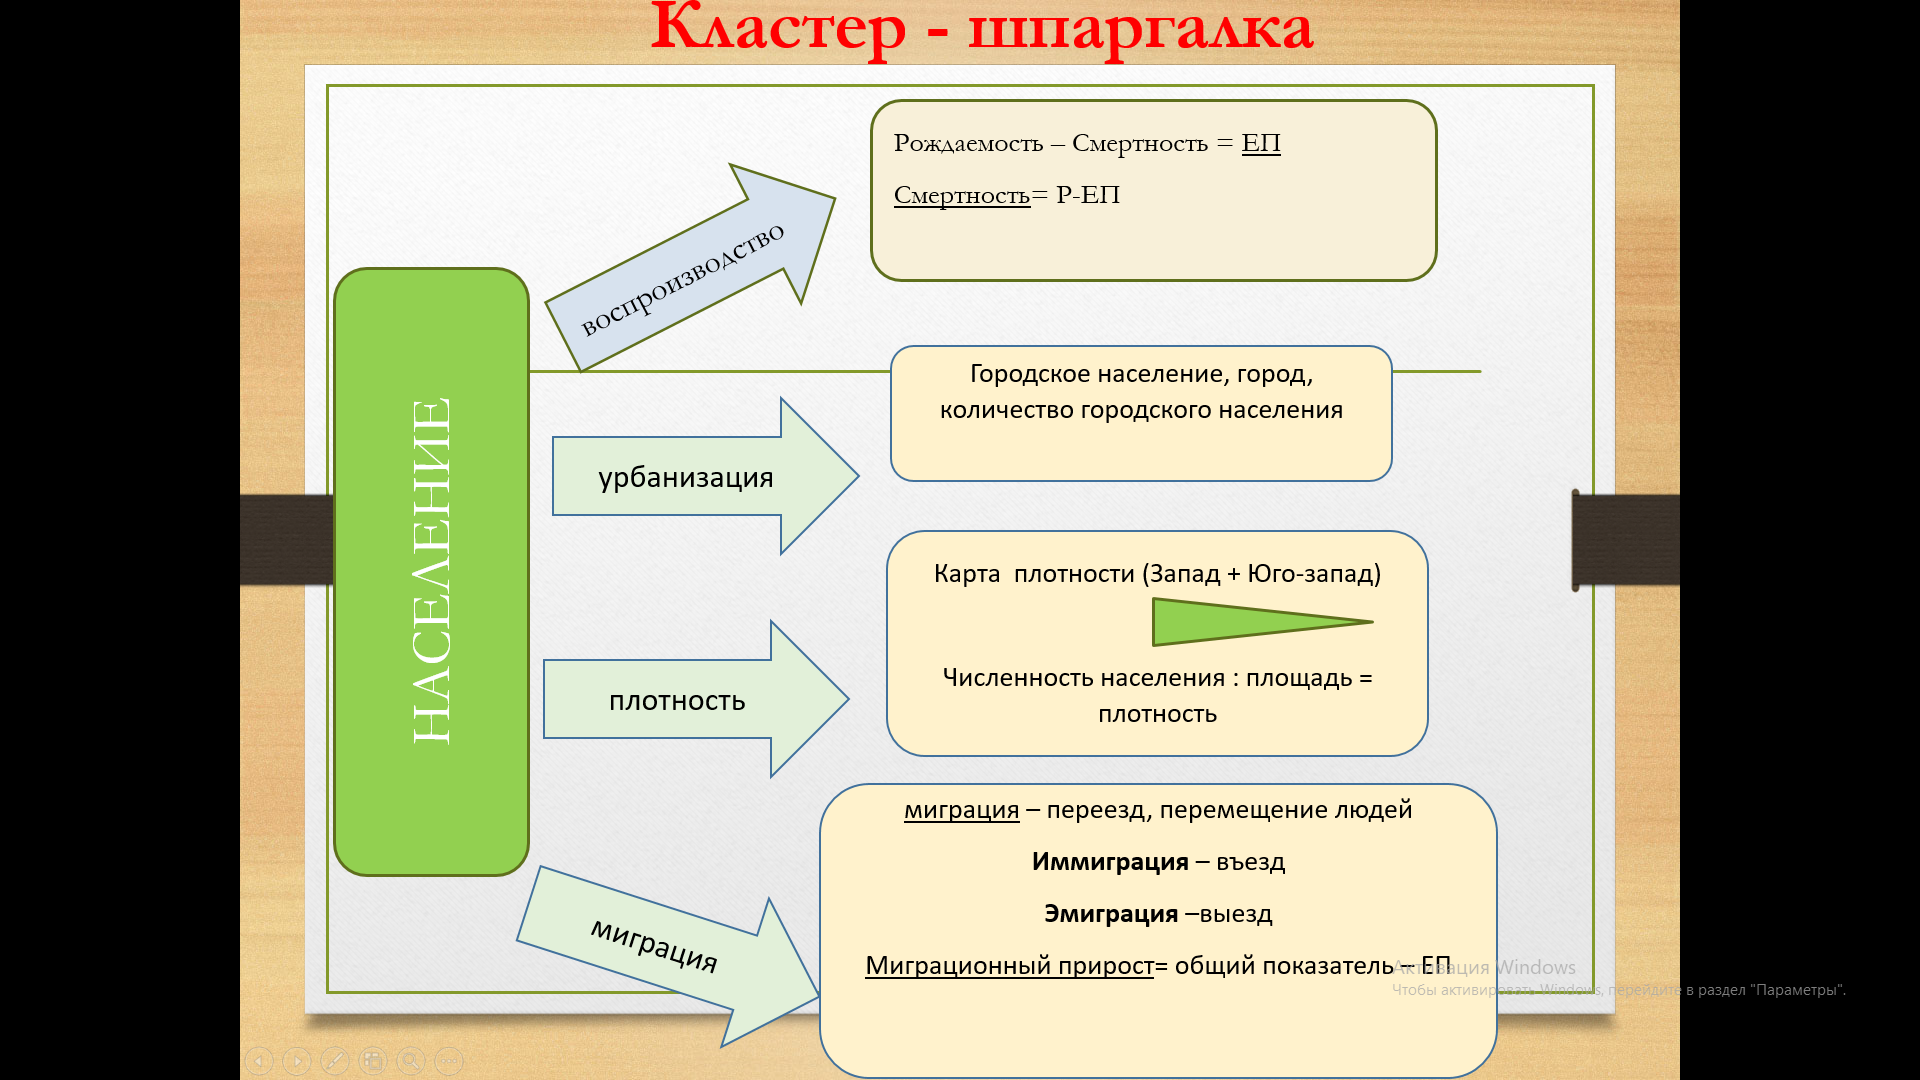 Кластер - шпаргалка
НАСЕЛЕНИЕ
воспроизводство
Рождаемость – Смертность = ЕП
Смертность= Р-ЕП
урбанизация
Городское население, город,
количество городского населения
плотность
Карта плотности (Запад + Юго-запад)
Численность населения : площадь =
плотность
миграция
миграция – переезд, перемещение людей
Иммиграция – въезд
Эмиграция –выезд
Миграционный прирост= общий показатель – ЕП
Активация Windows
Чтобы активировать Windows, перейдите в раздел "Параметры".